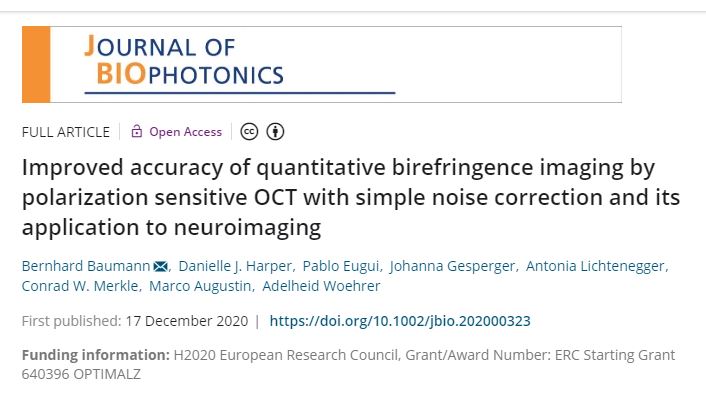 JOURNAL OF
BIOPHOTONICS
FULL ARTICLE | Open Access | cc
Improved accuracy of quantitative birefringence imaging by
polarization sensitive OCT with simple noise correction and its
application to neuroimaging
Bernhard Baumann, Danielle J. Harper, Pablo Eugui, Johanna Gesperger, Antonia Lichtenegger,
Conrad W. Merkle, Marco Augustin, Adelheid Woehrer
First published: 17 December 2020 | https://doi.org/10.1002/jbio.202000323
Funding information: H2020 European Research Council, Grant/Award Number: ERC Starting Grant
640396 OPTIMALZ